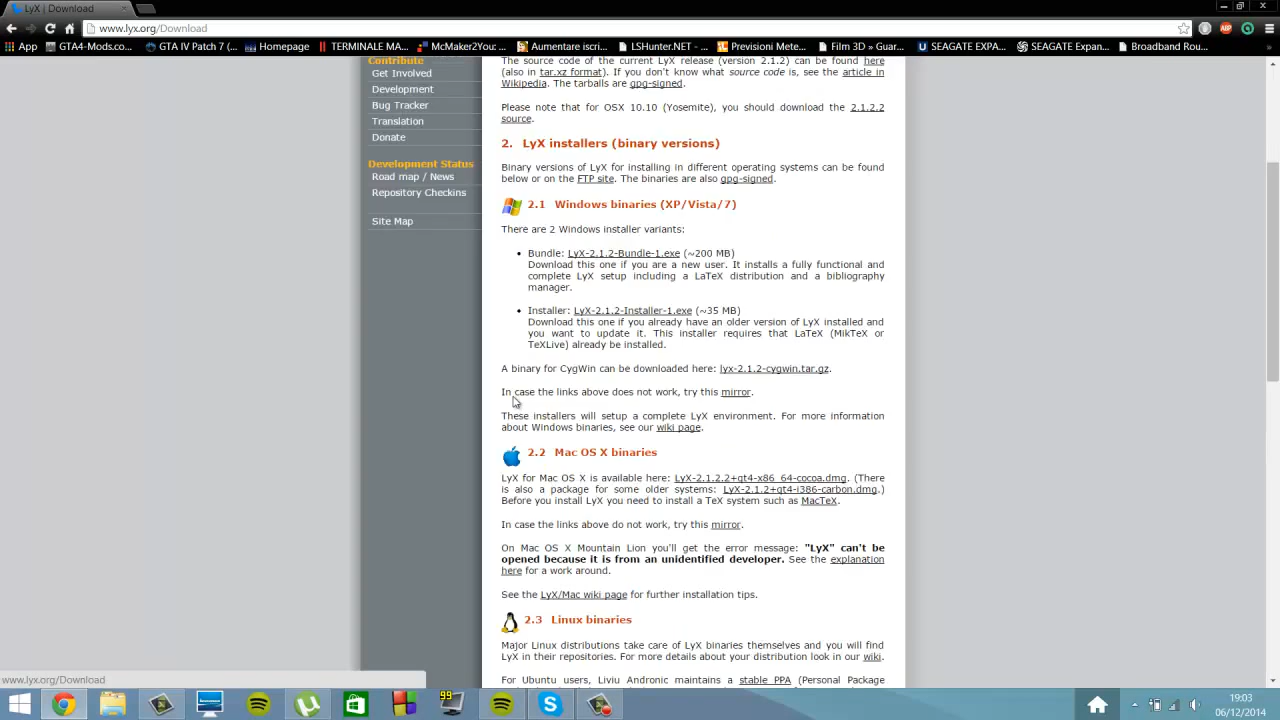 LyX | Download
www.lyx.org/Download
App
GTA4-Mods.co...
GTA IV Patch 7 (...
Homepage
TERMINALE MA...
McMaker2You:...
Aumentare iscri...
LSHunter.NET - ...
Previsioni Mete...
Film 3D » Guar...
SEAGATE EXPA...
SEAGATE Expan...
Broadband Rou...
Contribute
Get Involved
Development
Bug Tracker
Translation
Donate
Development Status
Road map / News
Repository Checkins
Site Map
The source code of the current LyX release (version 2.1.2) can be found here
(also in tar.xz format). If you don't know what source code is, see the article in
Wikipedia. The tarballs are gpg-signed.
Please note that for OSX 10.10 (Yosemite), you should download the 2.1.2.2
source.
2. LyX installers (binary versions)
Binary versions of LyX for installing in different operating systems can be found
below or on the FTP site. The binaries are also gpg-signed.
2.1 Windows binaries (XP/Vista/7)
There are 2 Windows installer variants:
• Bundle: LyX-2.1.2-Bundle-1.exe (~200 MB)
Download this one if you are a new user. It installs a fully functional and
complete LyX setup including a LaTeX distribution and a bibliography
manager.
• Installer: LyX-2.1.2-Installer-1.exe (~35 MB)
Download this one if you already have an older version of LyX installed and
you want to update it. This installer requires that LaTeX (MikTeX or
TeXLive) already be installed.
A binary for CygWin can be downloaded here: lyx-2.1.2-cygwin.tar.gz.
In case the links above does not work, try this mirror.
These installers will setup a complete LyX environment. For more information
about Windows binaries, see our wiki page.
2.2 Mac OS X binaries
LyX for Mac OS X is available here: LyX-2.1.2.2+qt4-x86_64-cocoa.dmg. (There
is also a package for some older systems: LyX-2.1.2+qt4-i386-carbon.dmg.)
Before you install LyX you need to install a TeX system such as MacTeX.
In case the links above do not work, try this mirror.
On Mac OS X Mountain Lion you'll get the error message: "LyX" can't be
opened because it is from an unidentified developer. See the explanation
here for a work around.
See the LyX/Mac wiki page for further installation tips.
2.3 Linux binaries
Major Linux distributions take care of LyX binaries themselves and you will find
LyX in their repositories. For more details about your distribution look in our wiki.
For Ubuntu users, Liviu Andronic maintains a stable PPA (Personal Package
www.lyx.org/Download
99
19:03
06/12/2014